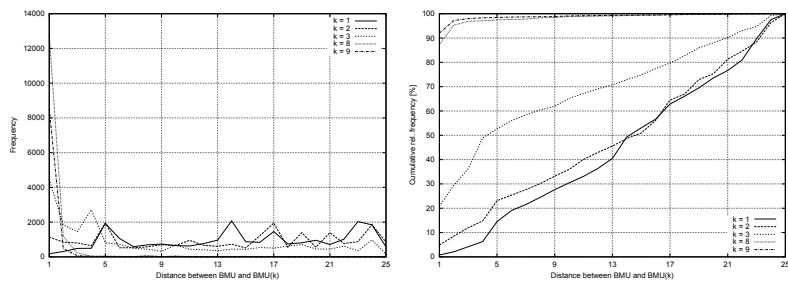 14000
12000
10000
8000
6000
4000
2000
0
Frequency
1
5
9
13
17
21
25
Distance between BMU and BMU(k)
k = 1
k = 2
k = 3
k = 8
k = 9
100
90
80
70
60
50
40
30
20
10
0
Cumulative rel. frequency [%]
1
5
9
13
17
21
25
Distance between BMU and BMU(k)
k = 1
k = 2
k = 3
k = 8
k = 9